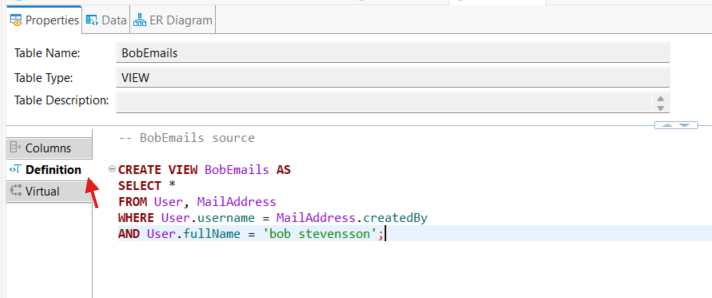 Properties Data ER Diagram
Table Name: BobEmails
Table Type: VIEW
Table Description:
Columns
Definition
Virtual
-- BobEmails source
CREATE VIEW BobEmails AS
SELECT *
FROM User, MailAddress
WHERE User.username = MailAddress.createdBy
AND User.fullName = 'bob stevensson';